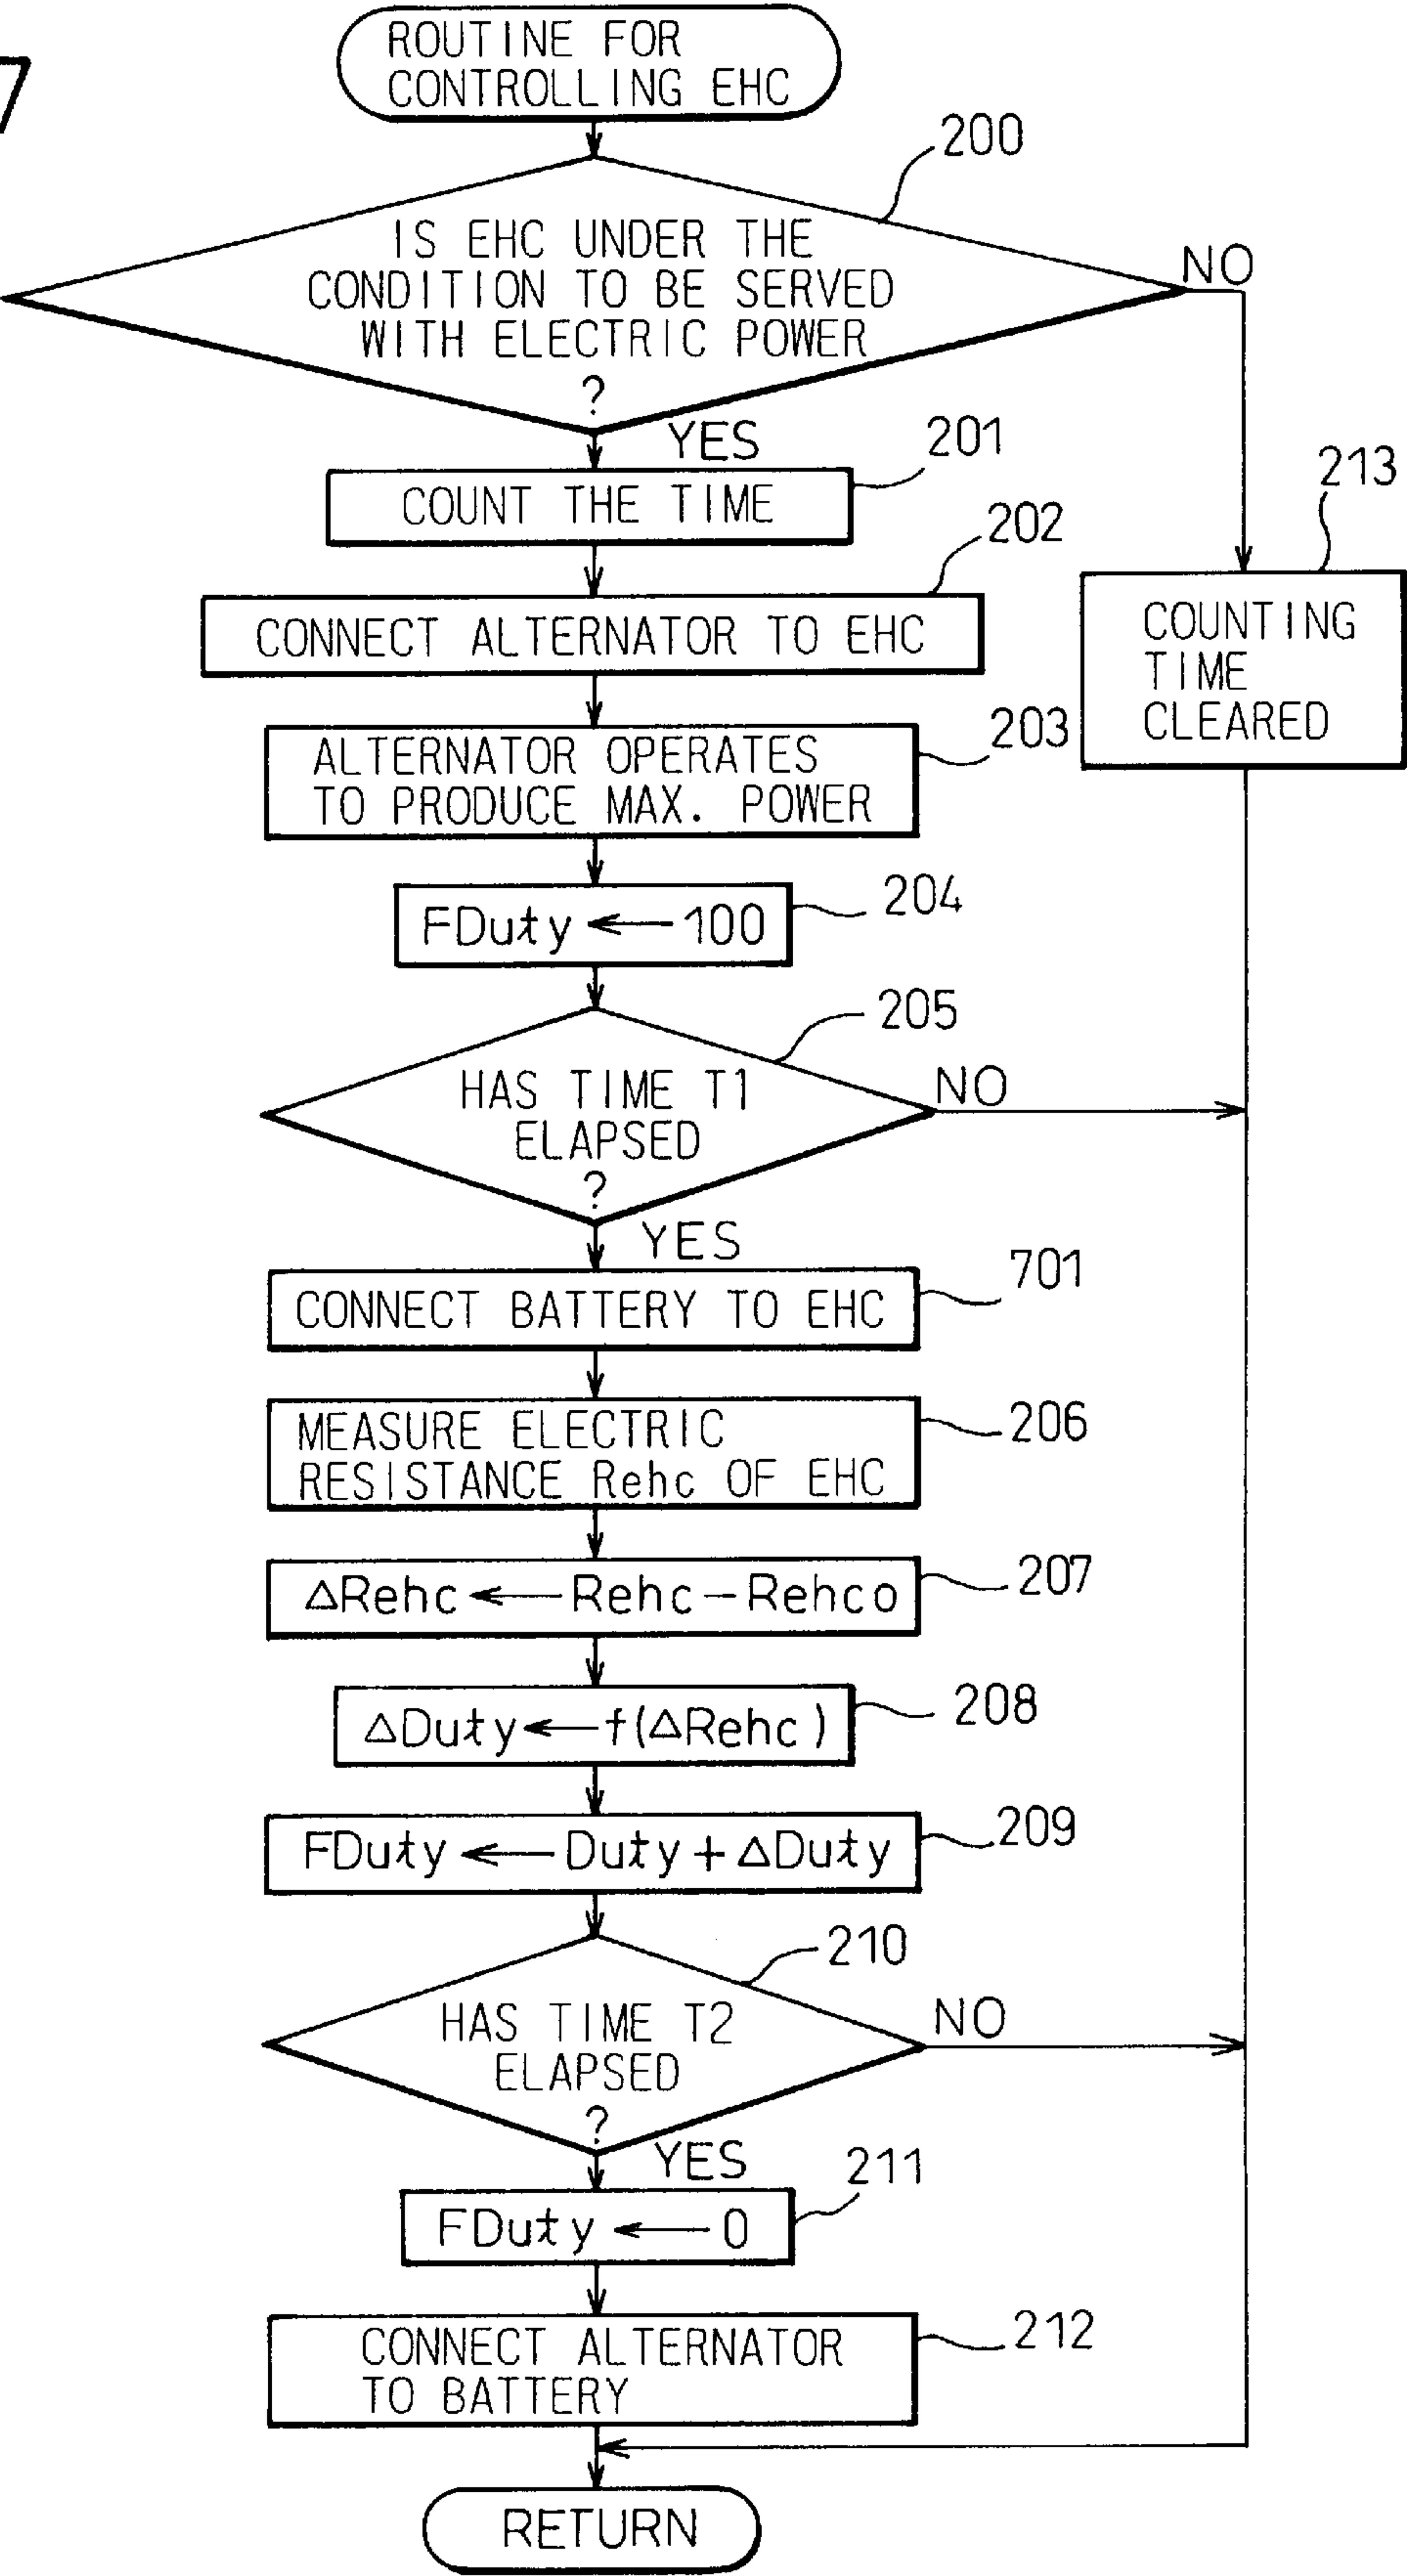 7
ROUTINE FOR
CONTROLLING EHC
200
IS EHC UNDER THE
CONDITION TO BE SERVED
WITH ELECTRIC POWER
?
NO
YES
201
COUNT THE TIME
213
COUNTING
TIME
CLEARED
202
CONNECT ALTERNATOR TO EHC
203
ALTERNATOR OPERATES
TO PRODUCE MAX. POWER
204
FDuty ← 100
205
HAS TIME T1
ELAPSED
?
NO
YES
701
CONNECT BATTERY TO EHC
206
MEASURE ELECTRIC
RESISTANCE Rehc OF EHC
207
△Rehc ← Rehc − Rehco
208
△Duty ← f(△Rehc)
209
FDuty ← Duty + △Duty
210
HAS TIME T2
ELAPSED
?
NO
YES
211
FDuty ← 0
212
CONNECT ALTERNATOR
TO BATTERY
RETURN